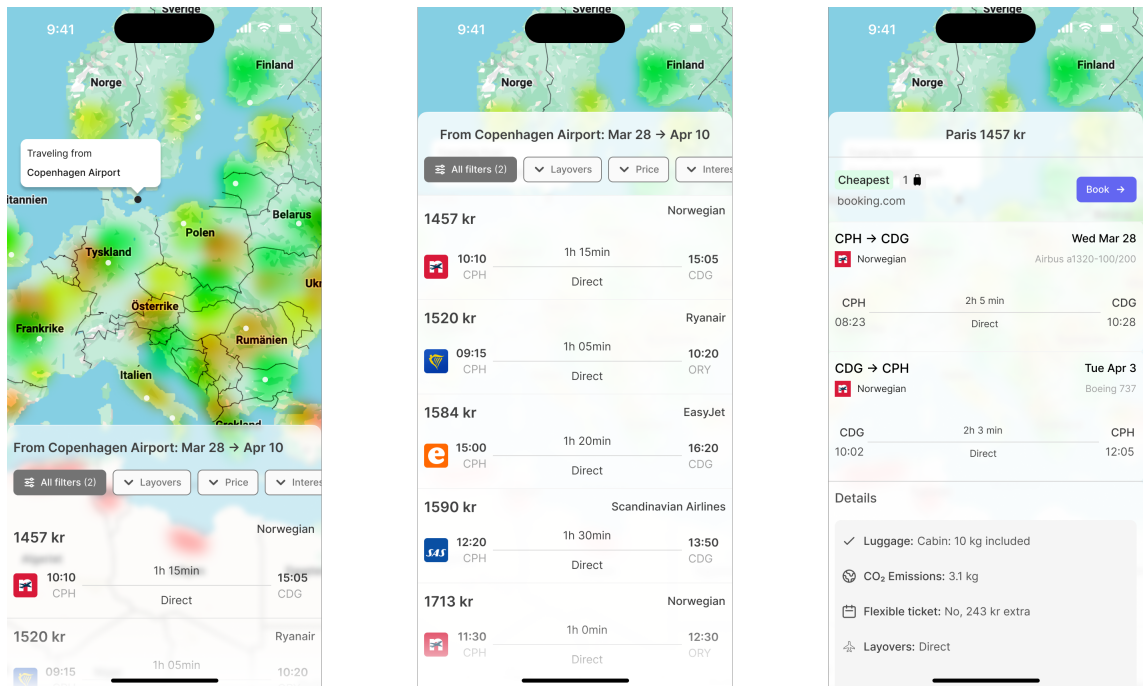 Sverige
9:41
Finland
Norge
Traveling from
Copenhagen Airport
itannien
Belarus
Polen
Tyskland
Ukr
Österrike
Frankrike
Rumänien
Italien
Grekland
From Copenhagen Airport: Mar 28 → Apr 10
All filters (2)
Layovers
Price
Interes
1457 kr
Norwegian
10:10
1h 15min
15:05
CPH
Direct
CDG
1520 kr
Ryanair
09:15
1h 05min
10:20
Sverige
9:41
Finland
Norge
From Copenhagen Airport: Mar 28 → Apr 10
All filters (2)
Layovers
Price
Interes
1457 kr
Norwegian
10:10
1h 15min
15:05
CPH
Direct
CDG
1520 kr
Ryanair
09:15
1h 05min
10:20
CPH
Direct
ORY
1584 kr
EasyJet
15:00
1h 20min
16:20
CPH
Direct
CDG
1590 kr
Scandinavian Airlines
SAS
12:20
1h 30min
13:50
CPH
Direct
CDG
1713 kr
Norwegian
11:30
1h 0min
12:30
CPH
Direct
ORY
Sverige
9:41
Finland
Norge
Paris 1457 kr
Cheapest 1
booking.com
Book →
CPH → CDG
Wed Mar 28
Norwegian
Airbus a1320-100/200
CPH
2h 5 min
CDG
08:23
Direct
10:28
CDG → CPH
Tue Apr 3
Norwegian
Boeing 737
CDG
2h 3 min
CPH
10:02
Direct
12:05
Details
Luggage: Cabin: 10 kg included
CO₂ Emissions: 3.1 kg
Flexible ticket: No, 243 kr extra
Layovers: Direct